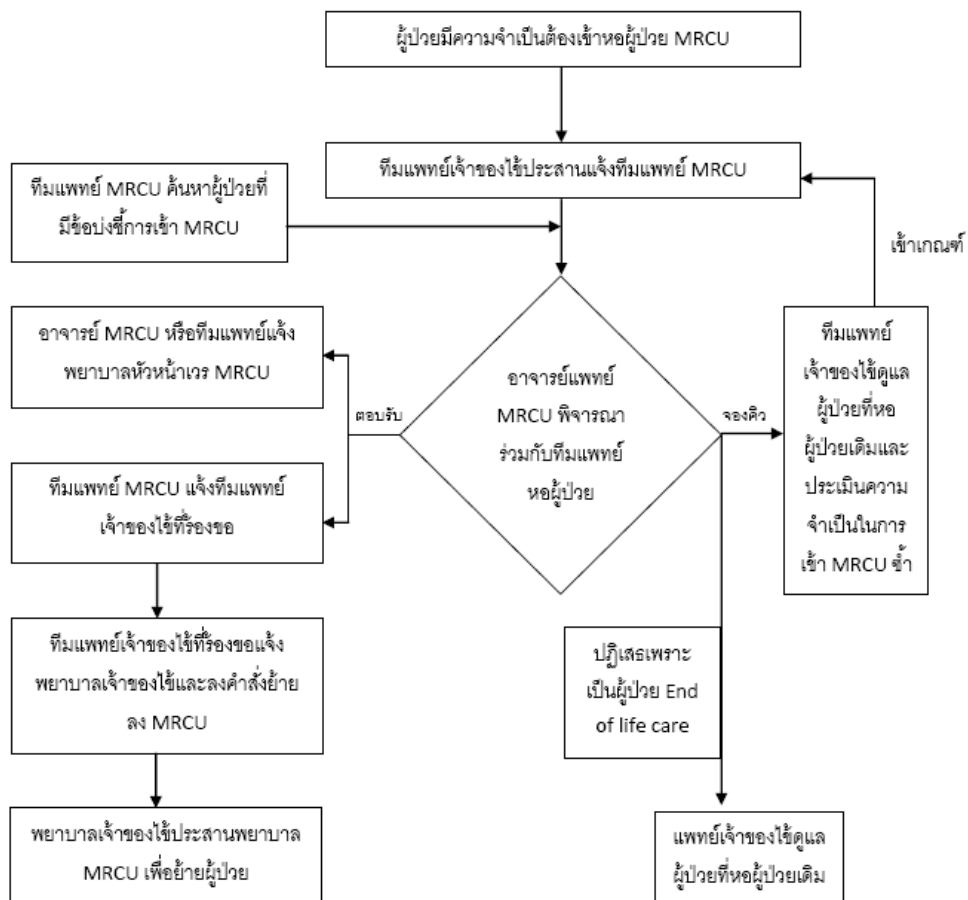 ผู้ป่วยมีความจำเป็นต้องเข้าหอผู้ป่วย MRCU
ทีมแพทย์เจ้าของไข้ประสานแจ้งทีมแพทย์ MRCU
ทีมแพทย์ MRCU ค้นหาผู้ป่วยที่
มีข้อบ่งชี้การเข้า MRCU
เข้าเกณฑ์
อาจารย์ MRCU หรือทีมแพทย์แจ้ง
พยาบาลหัวหน้าเวร MRCU
ตอบรับ
อาจารย์แพทย์
MRCU พิจารณา
ร่วมกับทีมแพทย์
หอผู้ป่วย
จองคิว
ทีมแพทย์
เจ้าของไข้ดูแล
ผู้ป่วยที่หอ
ผู้ป่วยเดิมและ
ประเมินความ
จำเป็นในการ
เข้า MRCU ซ้ำ
ทีมแพทย์ MRCU แจ้งทีมแพทย์
เจ้าของไข้ที่ร้องขอ
ทีมแพทย์เจ้าของไข้ที่ร้องขอแจ้ง
พยาบาลเจ้าของไข้และลงคำสั่งย้าย
ลง MRCU
ปฏิเสธเพราะ
เป็นผู้ป่วย End
of life care
พยาบาลเจ้าของไข้ประสานพยาบาล
MRCU เพื่อย้ายผู้ป่วย
แพทย์เจ้าของไข้ดูแล
ผู้ป่วยที่หอผู้ป่วยเดิม